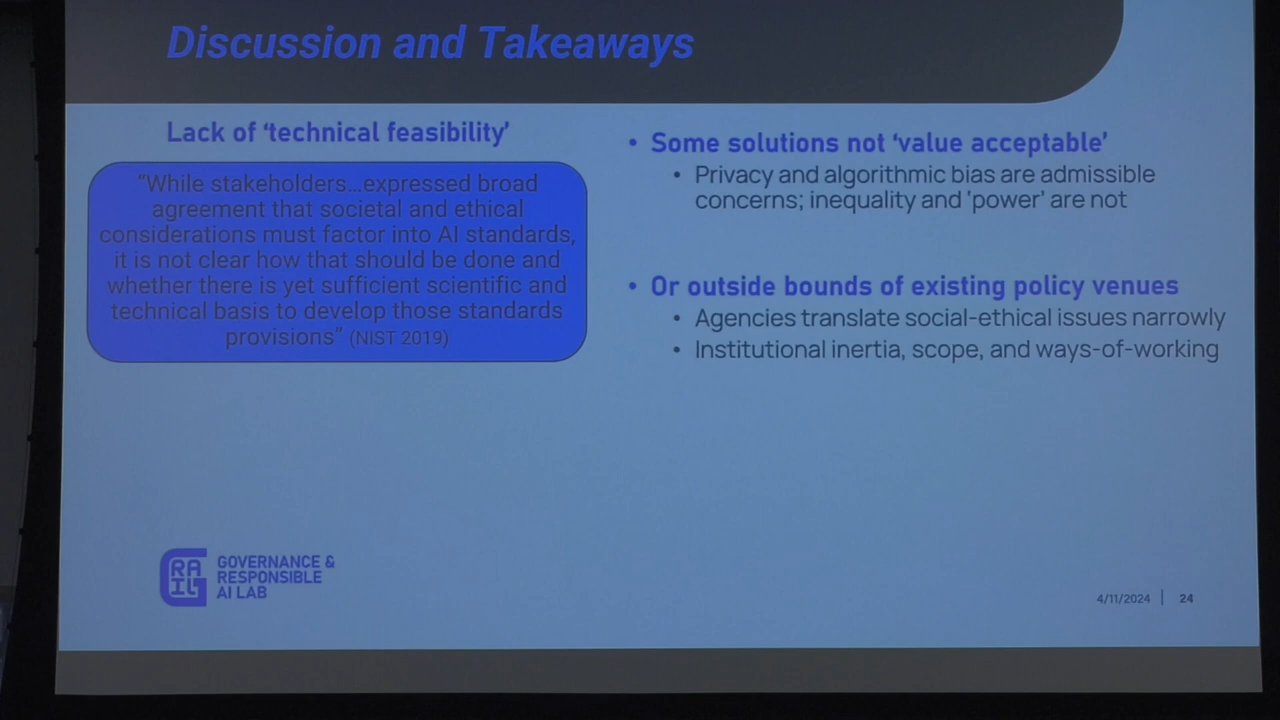 Discussion and Takeaways
Lack of ‘technical feasibility’
“While stakeholders...expressed broad
agreement that societal and ethical
considerations must factor into AI standards,
it is not clear how that should be done and
whether there is yet sufficient scientific and
technical basis to develop those standards
provisions” (NIST 2019)
• Some solutions not ‘value acceptable’
• Privacy and algorithmic bias are admissible
concerns; inequality and 'power' are not
• Or outside bounds of existing policy venues
• Agencies translate social-ethical issues narrowly
• Institutional inertia, scope, and ways-of-working
GRAIL
GOVERNANCE &
RESPONSIBLE
AI LAB
4/11/2024 | 24